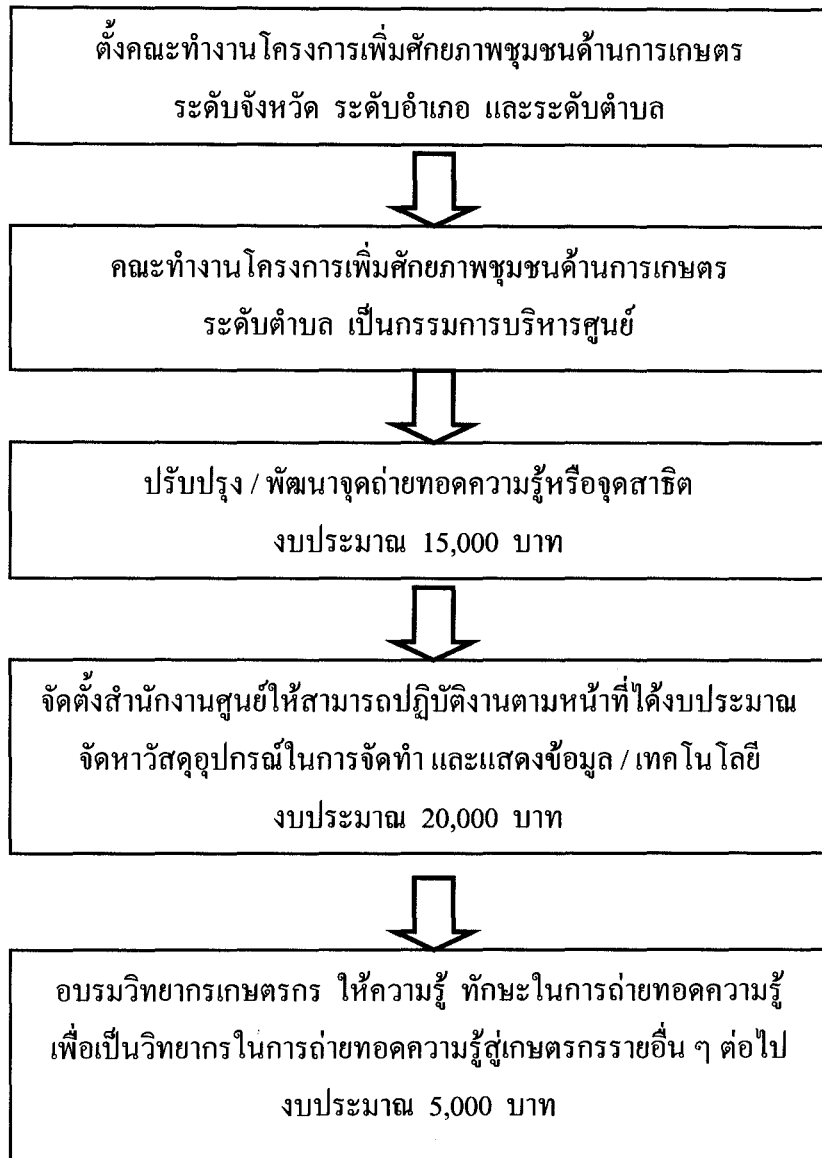 ตั้งคณะทำงานโครงการเพิ่มศักยภาพชุมชนด้านการเกษตร
ระดับจังหวัด ระดับอำเภอ และระดับตำบล
คณะทำงานโครงการเพิ่มศักยภาพชุมชนด้านการเกษตร
ระดับตำบล เป็นกรรมการบริหารศูนย์
ปรับปรุง / พัฒนาจุดถ่ายทอดความรู้หรือจุดสาธิต
งบประมาณ 15,000 บาท
จัดตั้งสำนักงานศูนย์ให้สามารถปฏิบัติงานตามหน้าที่ได้งบประมาณ
จัดหาวัสดุอุปกรณ์ในการจัดทำ และแสดงข้อมูล / เทคโนโลยี
งบประมาณ 20,000 บาท
อบรมวิทยากรเกษตรกร ให้ความรู้ ทักษะในการถ่ายทอดความรู้
เพื่อเป็นวิทยากรในการถ่ายทอดความรู้สู่เกษตรกรรายอื่น ๆ ต่อไป
งบประมาณ 5,000 บาท